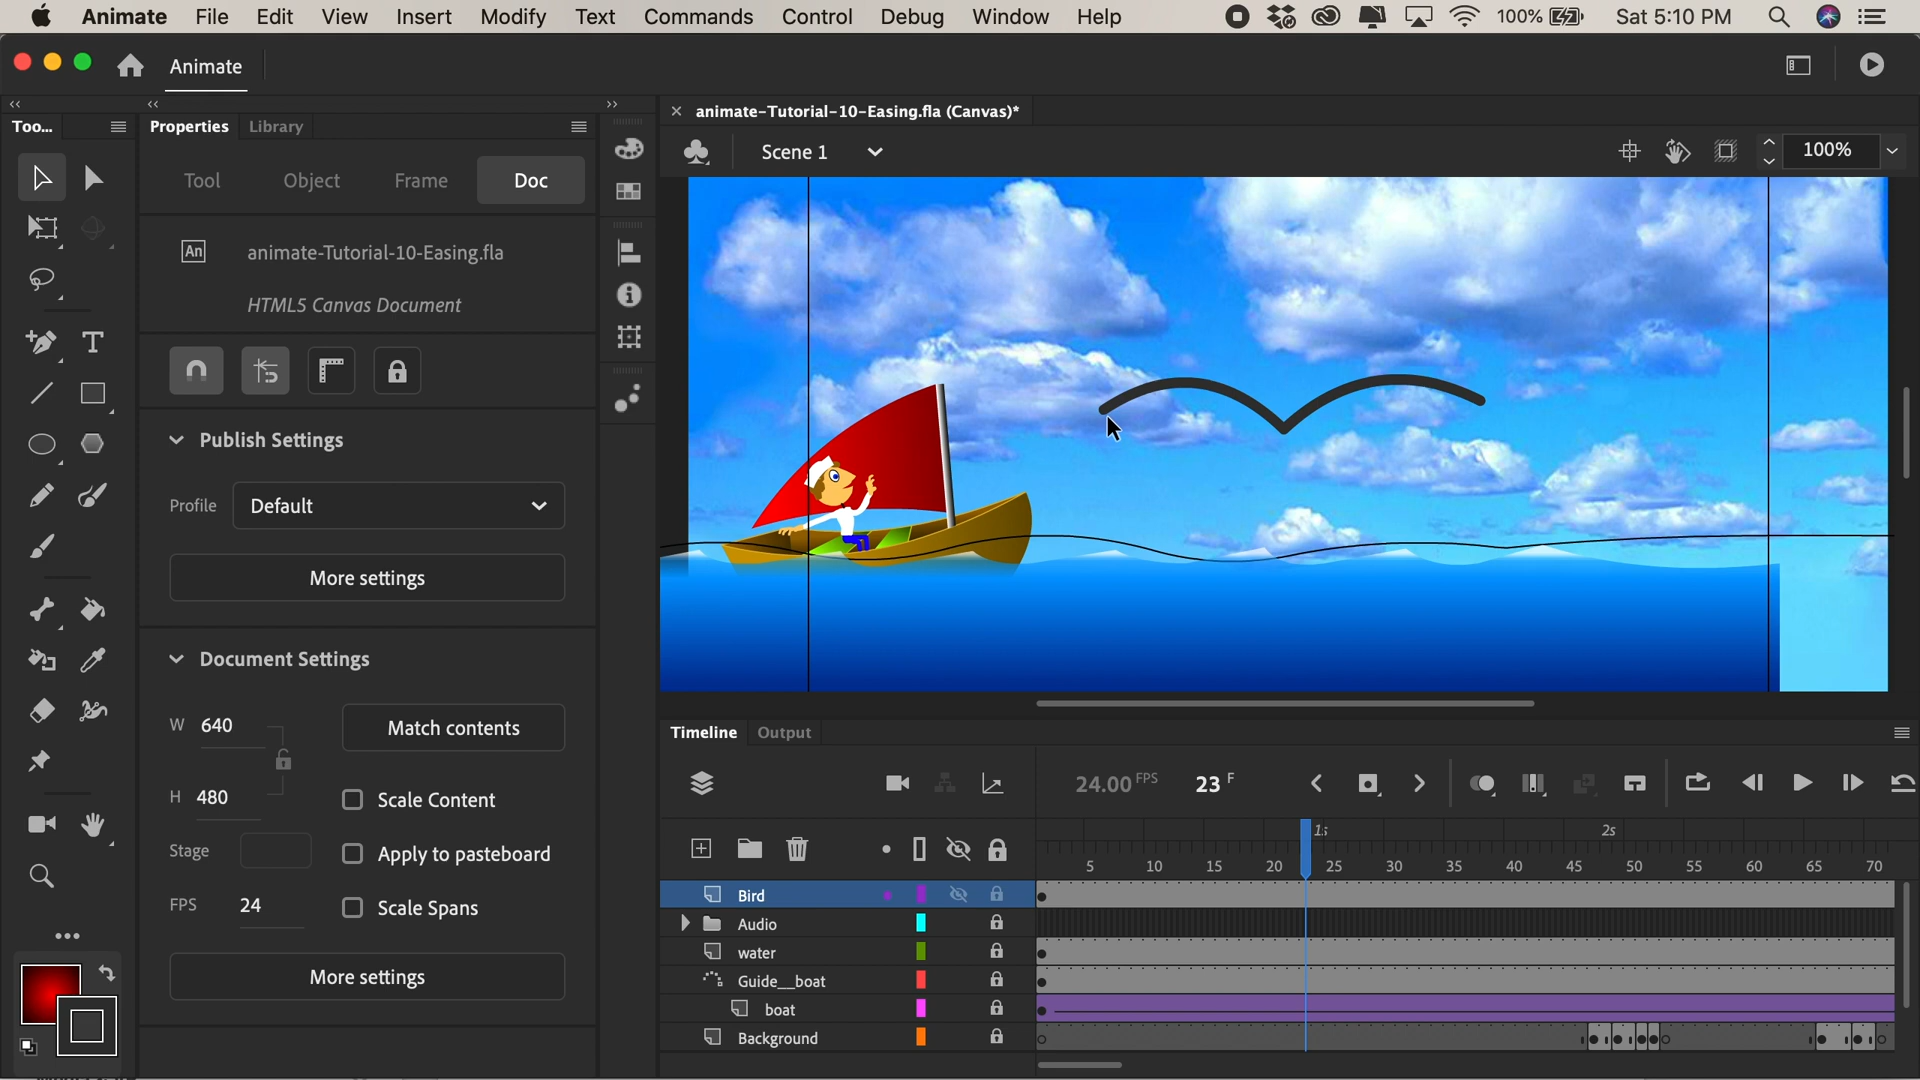 Animate File Edit View Insert Modify Text Commands Control Debug Window Help 100% Sat 5:10 PM
Animate
Too... Properties Library
animate-Tutorial-10-Easing.fla (Canvas)*
Scene 1 100%
Tool Object Frame Doc
An animate-Tutorial-10-Easing.fla
HTML5 Canvas Document
Publish Settings
Profile Default
More settings
Document Settings
W 640 Match contents
H 480 Scale Content
Stage Apply to pasteboard
FPS 24 Scale Spans
More settings
Timeline Output
24.00 FPS 23 F
1s 2s
5 10 15 20 25 30 35 40 45 50 55 60 65 70
Bird
Audio
water
Guide__boat
boat
Background